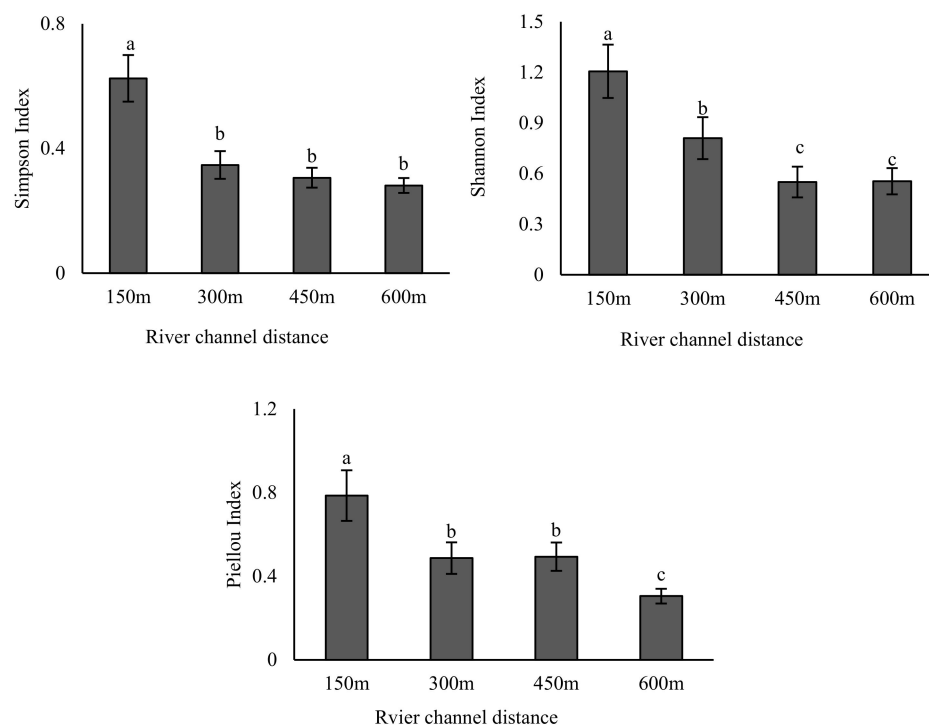 Simpson Index
0.8
0.4
0
a
b
b
b
150m 300m 450m 600m
River channel distance
Shannon Index
1.5
1.2
0.9
0.6
0.3
0
a
b
c
c
150m 300m 450m 600m
River channel distance
Piellou Index
1.2
0.8
0.4
0
a
b
b
c
150m 300m 450m 600m
Rvier channel distance